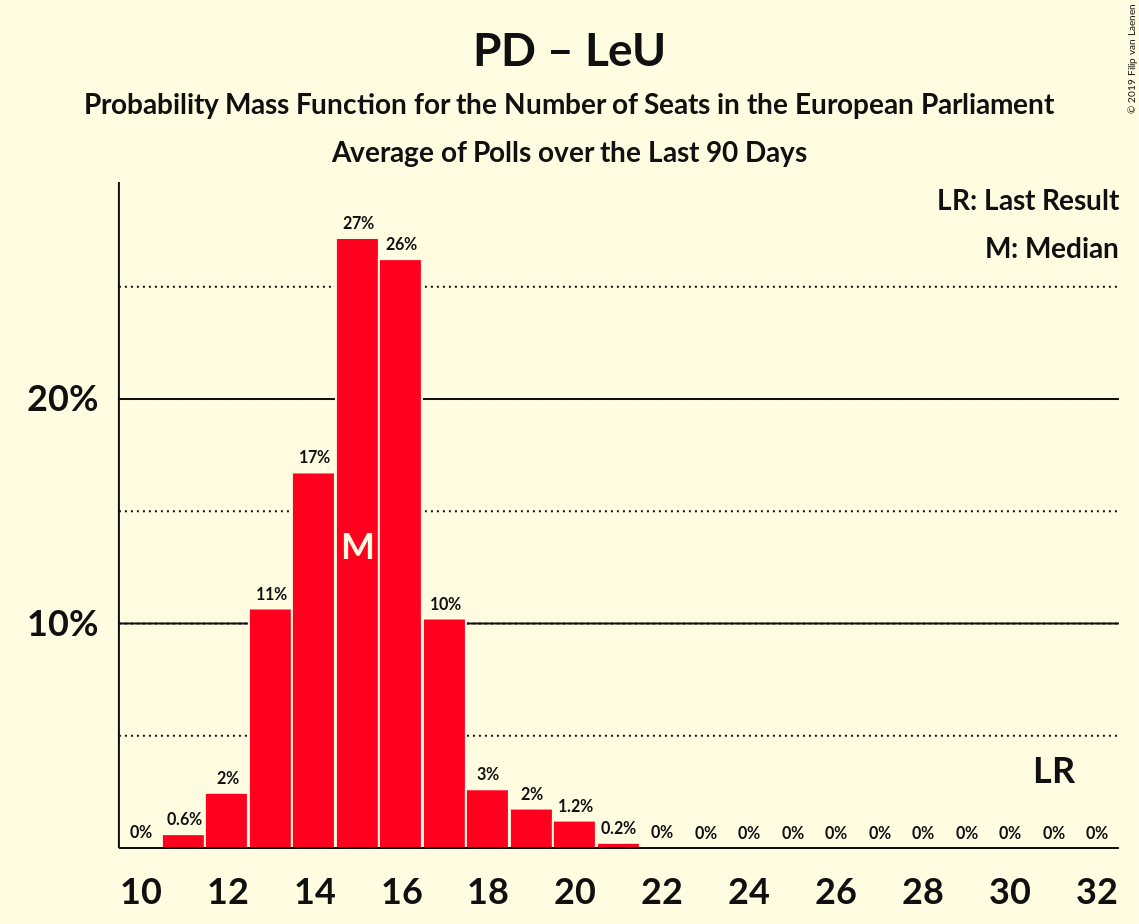 PD – LeU
Probability Mass Function for the Number of Seats in the European Parliament
Average of Polls over the Last 90 Days
© 2019 Filip van Laenen
LR: Last Result
M: Median
20%
10%
0%
0.6%
2%
11%
17%
27%
26%
10%
3%
2%
1.2%
0.2%
0%
0%
0%
0%
0%
0%
0%
0%
0%
0%
0%
M
LR
10 12 14 16 18 20 22 24 26 28 30 32